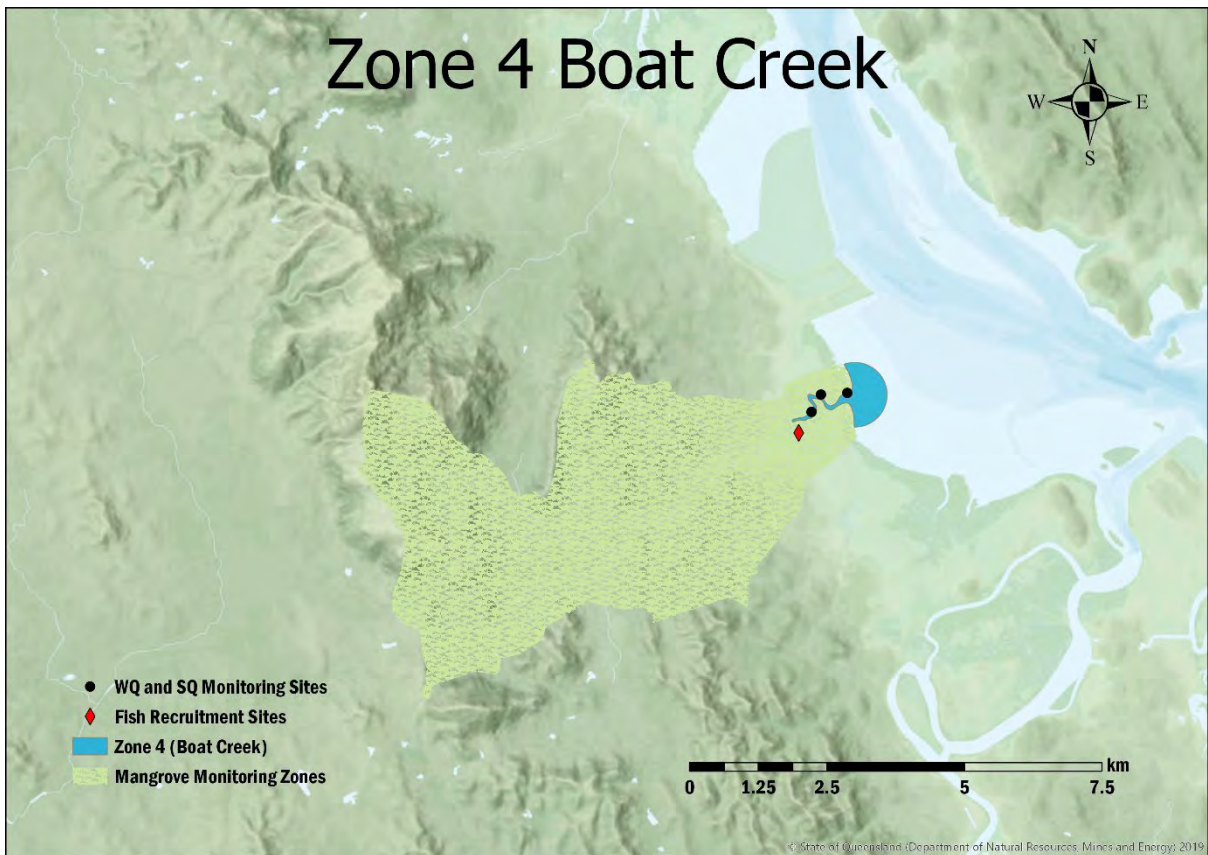 Zone 4 Boat Creek
N
W E
S
WQ and SQ Monitoring Sites
Fish Recruitment Sites
Zone 4 (Boat Creek)
Mangrove Monitoring Zones
km
0 1.25 2.5 5 7.5
© State of Queensland (Department of Natural Resources, Mines and Energy) 2019